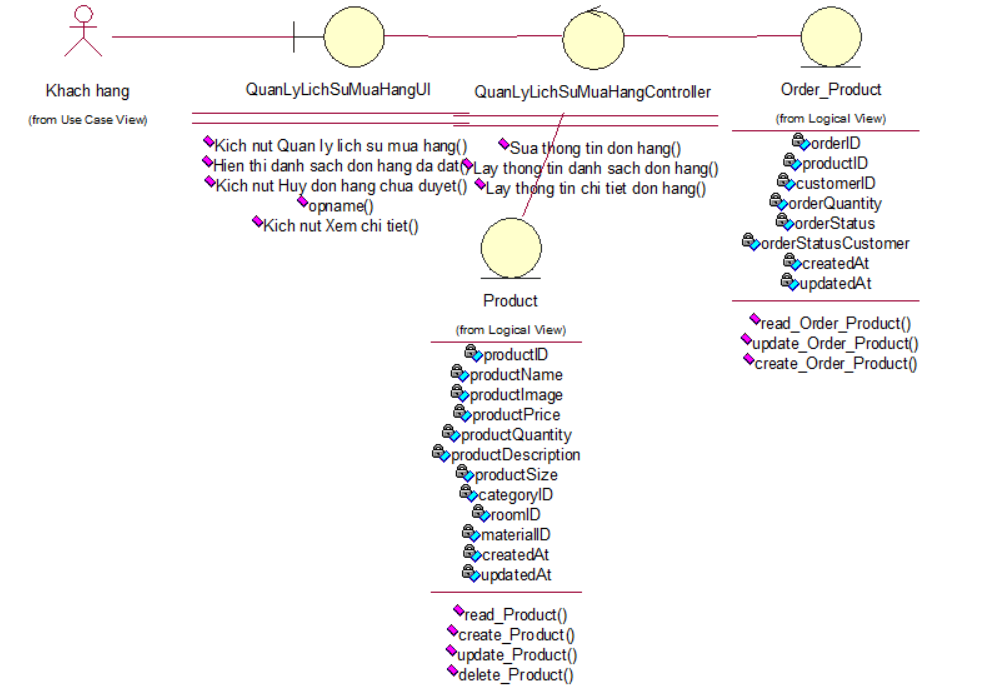 Khach hang
(from Use Case View)
QuanLyLichSuMuaHangUI
Kich nut Quan ly lich su mua hang()
Hien thi danh sach don hang da dat()
Kich nut Huy don hang chua duyet()
opname()
Kich nut Xem chi tiet()
QuanLyLichSuMuaHangController
Sua thong tin don hang()
Lay thong tin danh sach don hang()
Lay thong tin chi tiet don hang()
Order_Product
(from Logical View)
orderID
productID
customerID
orderQuantity
orderStatus
orderStatusCustomer
createdAt
updatedAt
read_Order_Product()
update_Order_Product()
create_Order_Product()
Product
(from Logical View)
productID
productName
productImage
productPrice
productQuantity
productDescription
productSize
categoryID
roomID
materialID
createdAt
updatedAt
read_Product()
create_Product()
update_Product()
delete_Product()